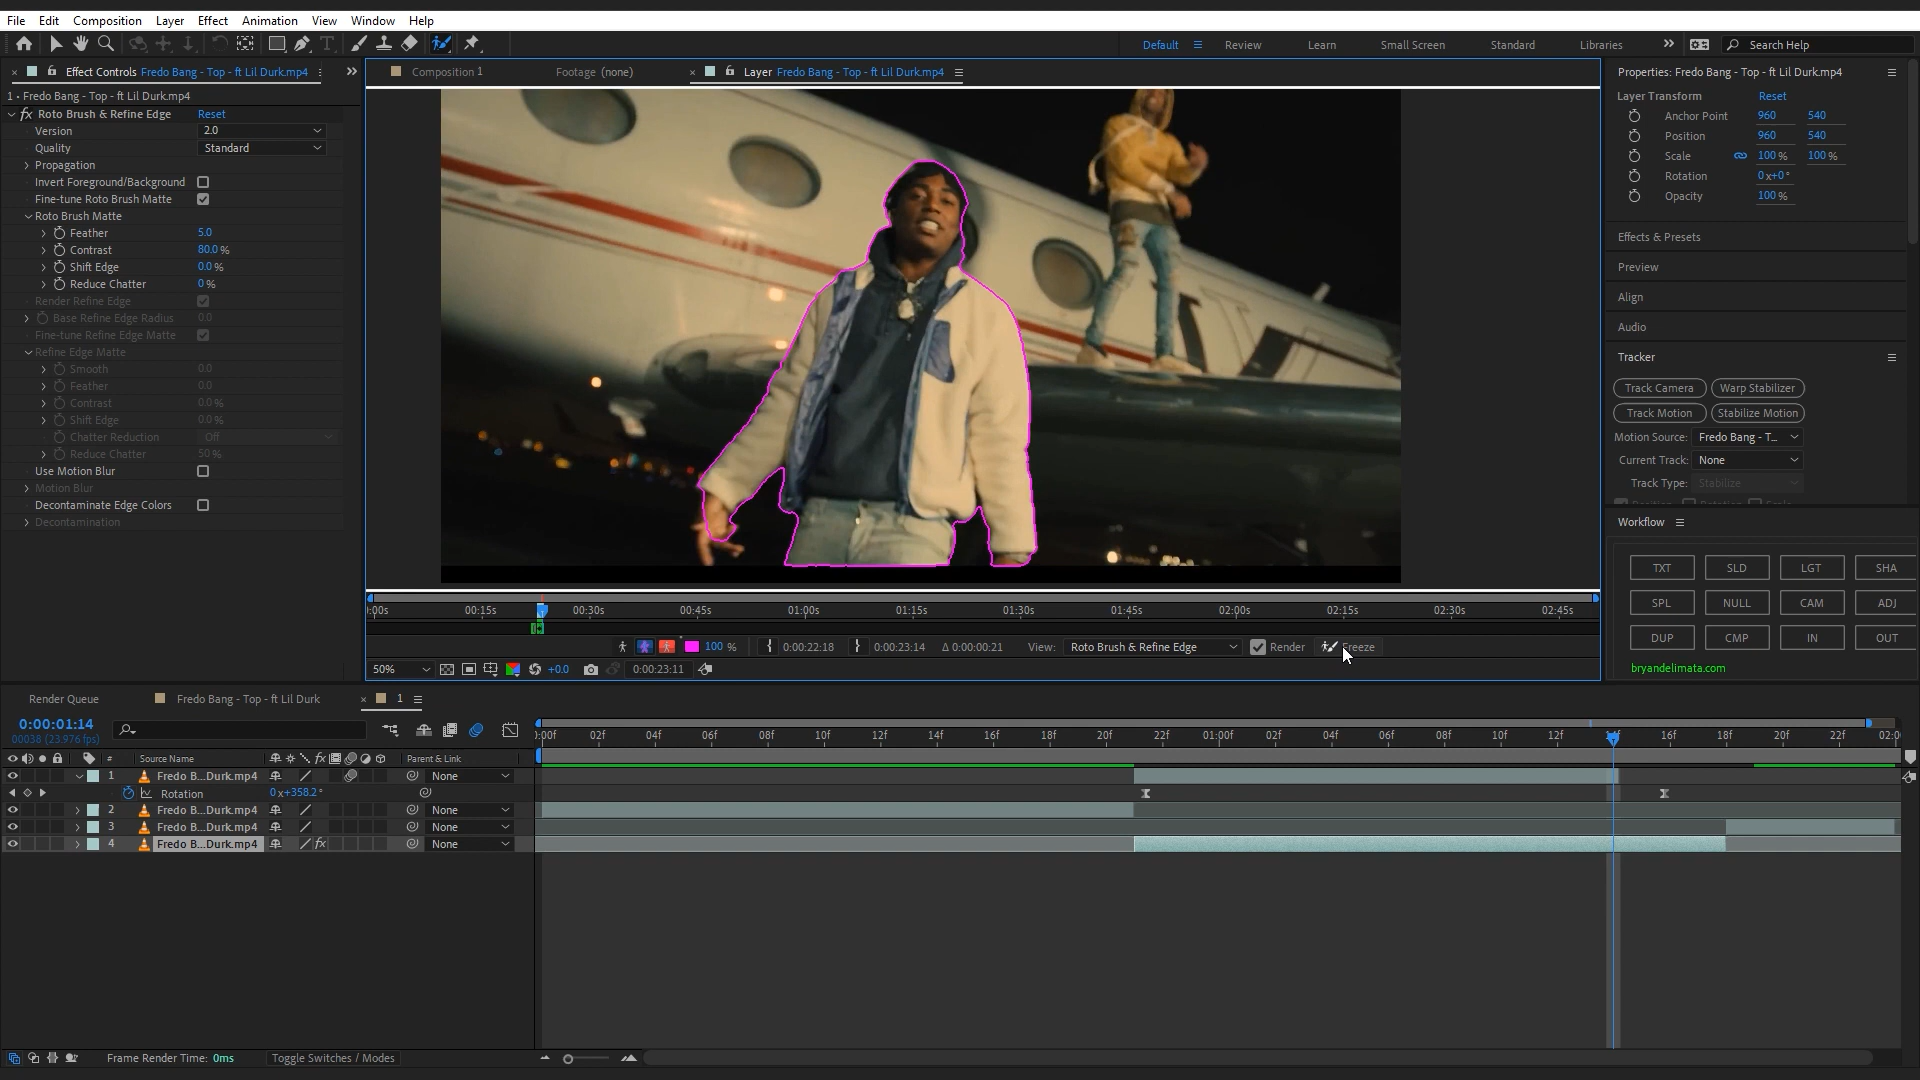 File Edit Composition Layer Effect Animation View Window Help
Default Review Learn Small Screen Standard Libraries Search Help
Effect Controls Fredo Bang - Top - ft Lil Durk.mp4
1 • Fredo Bang - Top - ft Lil Durk.mp4
fx Roto Brush & Refine Edge Reset
Version 2.0
Quality Standard
Propagation
Invert Foreground/Background
Fine-tune Roto Brush Matte
Roto Brush Matte
Feather 5.0
Contrast 80.0 %
Shift Edge 0.0 %
Reduce Chatter 0 %
Render Refine Edge
Base Refine Edge Radius 0.0
Fine-tune Refine Edge Matte
Refine Edge Matte
Smooth 0.0
Feather 0.0
Contrast 0.0 %
Shift Edge 0.0 %
Chatter Reduction Off
Reduce Chatter 50 %
Use Motion Blur
Motion Blur
Decontaminate Edge Colors
Decontamination
Composition 1 Footage (none) Layer Fredo Bang - Top - ft Lil Durk.mp4
:00s 00:15s 00:30s 00:45s 01:00s 01:15s 01:30s 01:45s 02:00s 02:15s 02:30s 02:45s
100 % 0:00:22:18 0:00:23:14 Δ 0:00:00:21 View: Roto Brush & Refine Edge Render Freeze
50% +0.0 0:00:23:11
Properties: Fredo Bang - Top - ft Lil Durk.mp4
Layer Transform Reset
Anchor Point 960 540
Position 960 540
Scale 100 % 100 %
Rotation 0x+0°
Opacity 100 %
Effects & Presets
Preview
Align
Audio
Tracker
Track Camera Warp Stabilizer
Track Motion Stabilize Motion
Motion Source: Fredo Bang - T...
Current Track: None
Track Type: Stabilize
Workflow
TXT SLD LGT SHA
SPL NULL CAM ADJ
DUP CMP IN OUT
bryandelimata.com
Render Queue Fredo Bang - Top - ft Lil Durk 1
0:00:01:14
00038 (23.976 fps)
:00f 02f 04f 06f 08f 10f 12f 14f 16f 18f 20f 22f 01:00f 02f 04f 06f 08f 10f 12f 14f 16f 18f 20f 22f 02:0
# Source Name fx Parent & Link
1 Fredo B...Durk.mp4 None
Rotation 0x+358.2°
2 Fredo B...Durk.mp4 None
3 Fredo B...Durk.mp4 None
4 Fredo B...Durk.mp4 fx None
Frame Render Time: 0ms Toggle Switches / Modes